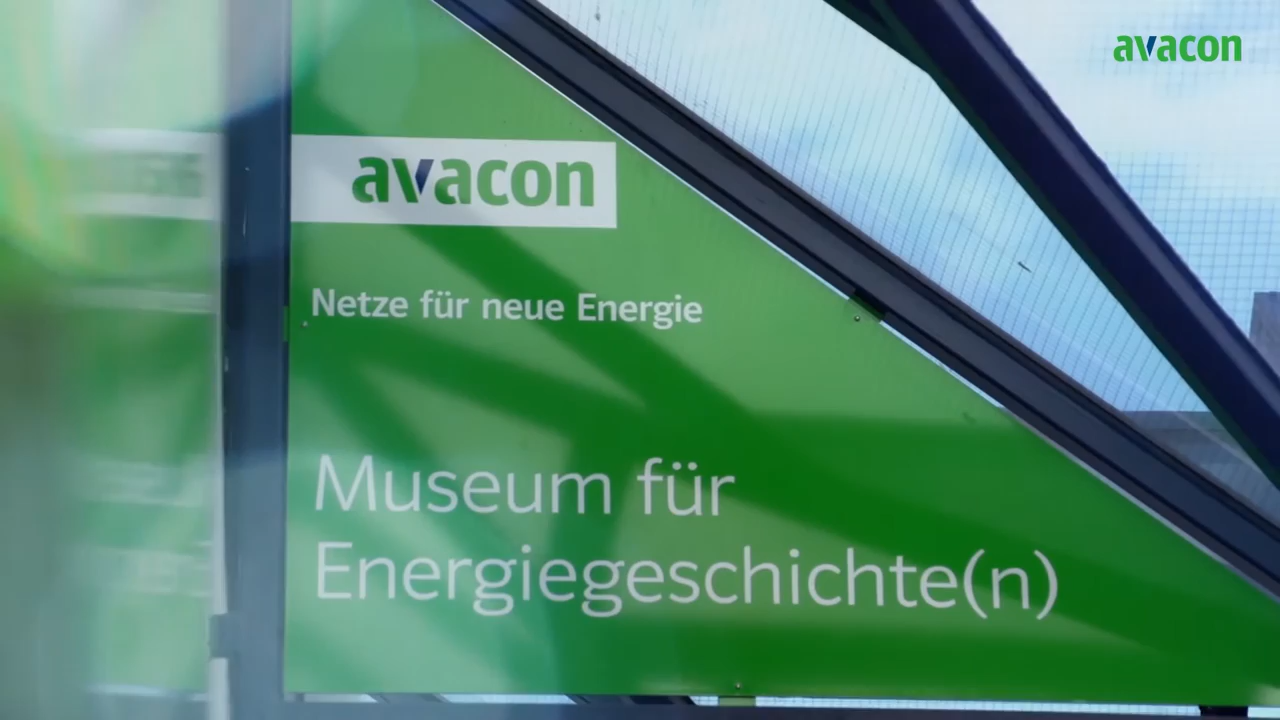 avacon
avacon
Netze für neue Energie
Museum für
Energiegeschichte(n)